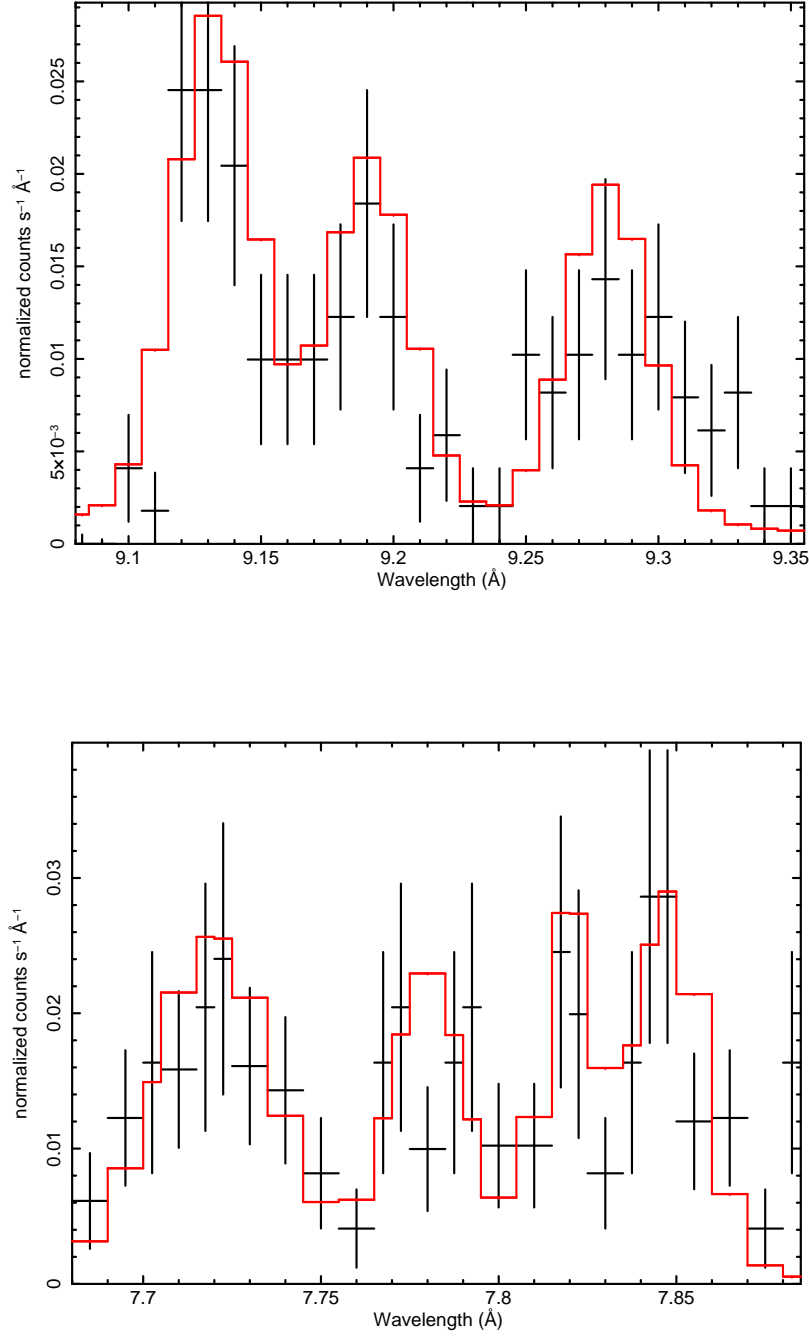 0.025
0.02
0.015
0.01
5×10⁻³
0
normalized counts s⁻¹ Å⁻¹
9.1 9.15 9.2 9.25 9.3 9.35
Wavelength (Å)
0.03
0.02
0.01
0
normalized counts s⁻¹ Å⁻¹
7.7 7.75 7.8 7.85
Wavelength (Å)